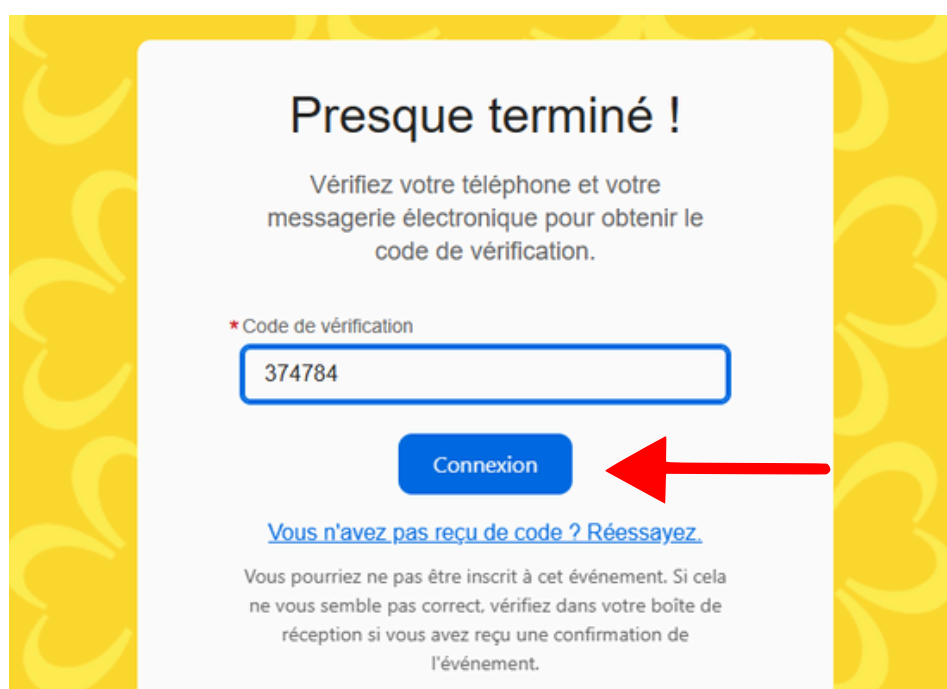 Presque terminé !
Vérifiez votre téléphone et votre
messagerie électronique pour obtenir le
code de vérification.
* Code de vérification
374784
Connexion
Vous n'avez pas reçu de code ? Réessayez.
Vous pourriez ne pas être inscrit à cet événement. Si cela
ne vous semble pas correct, vérifiez dans votre boîte de
réception si vous avez reçu une confirmation de
l'événement.